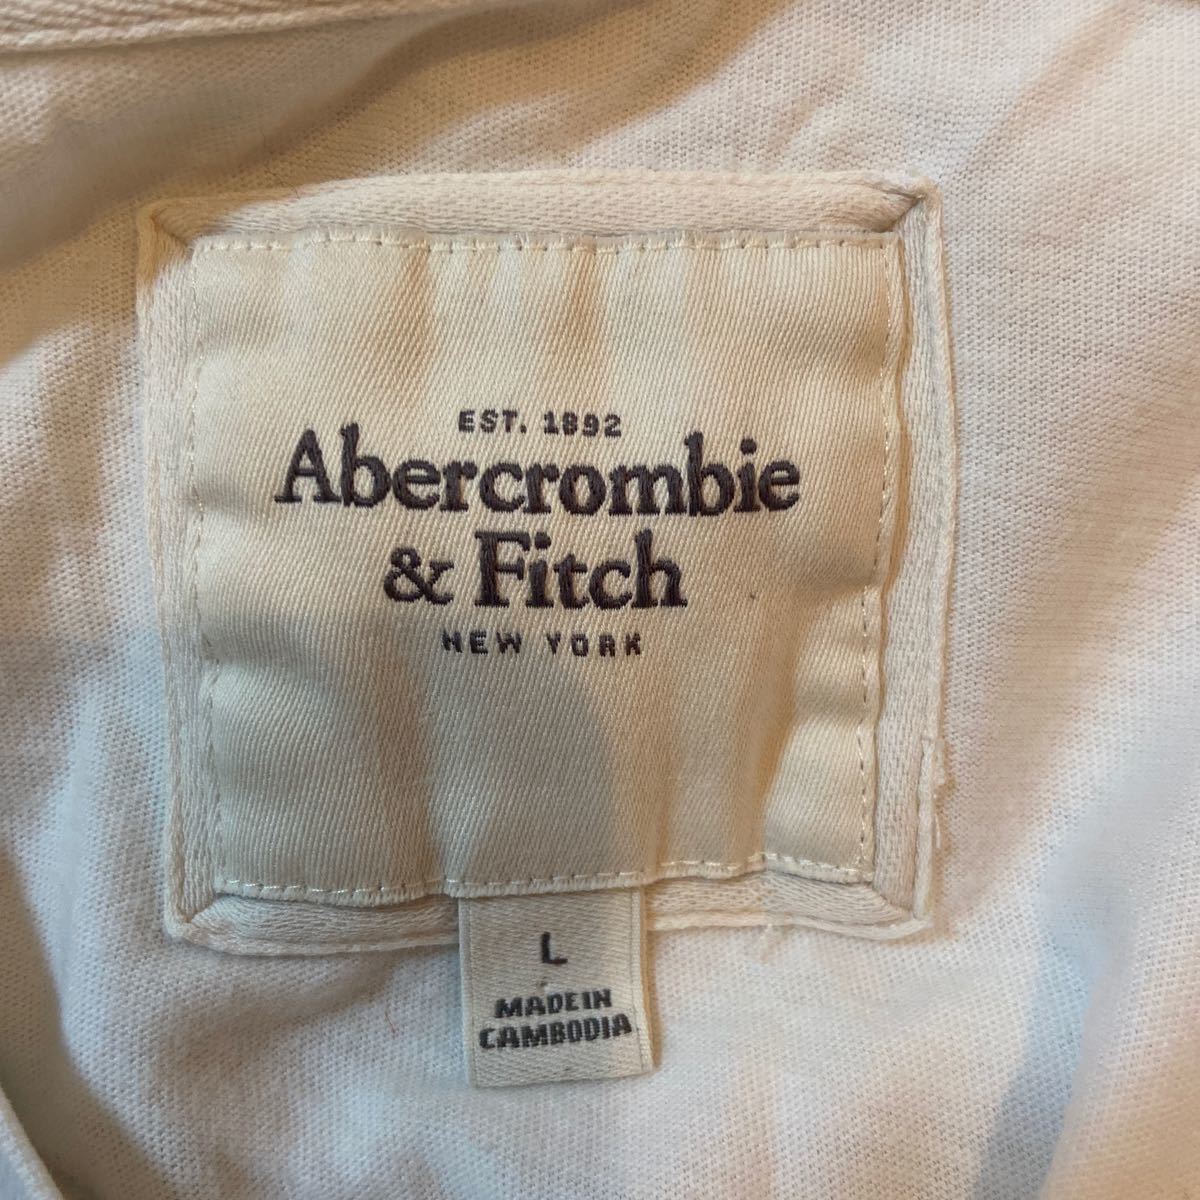 EST. 1892
Abercrombie
& Fitch
NEW YORK
L
MADE IN
CAMBODIA